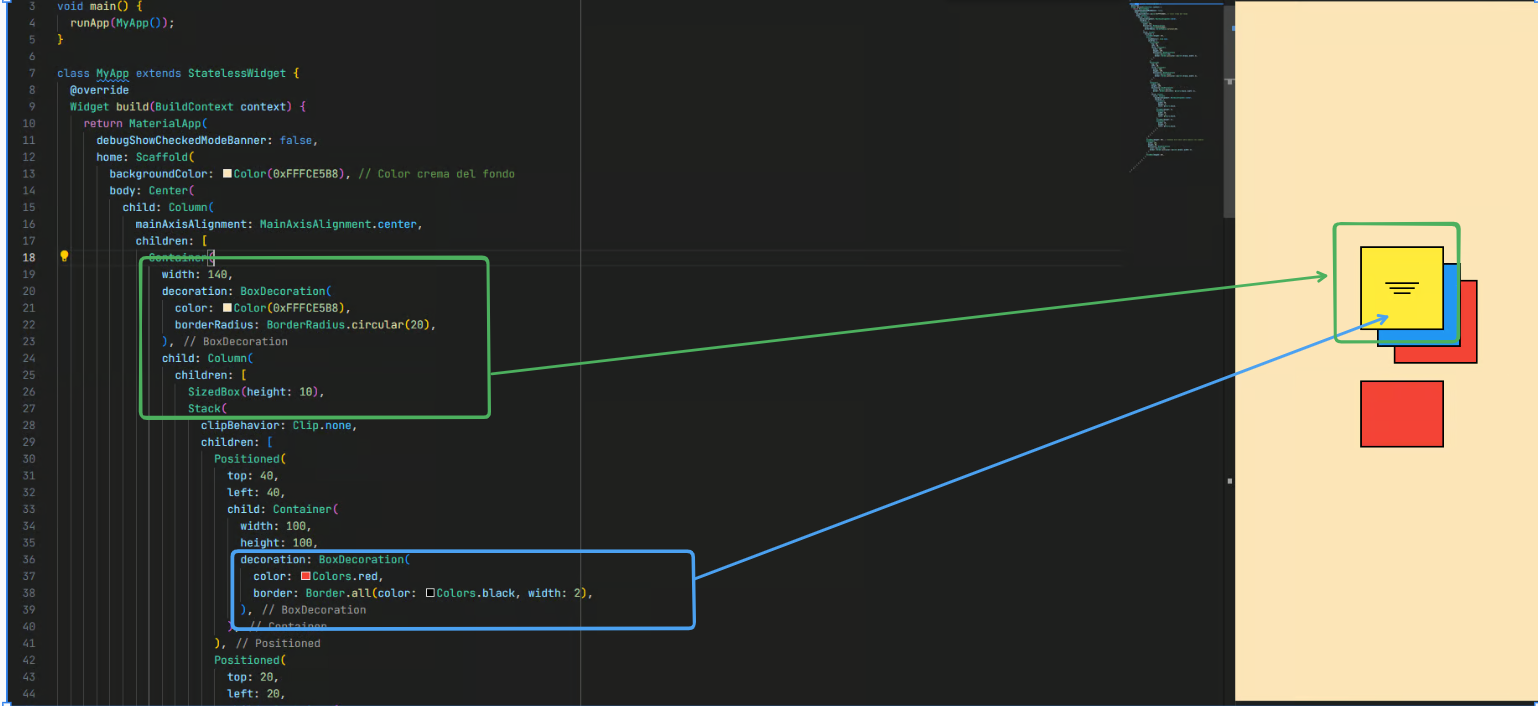 3 void main() {
4 runApp(MyApp());
5 }
6
7 class MyApp extends StatelessWidget {
8 @override
9 Widget build(BuildContext context) {
10 return MaterialApp(
11 debugShowCheckedModeBanner: false,
12 home: Scaffold(
13 backgroundColor: Color(0xFFFCE5B8), // Color crema del fondo
14 body: Center(
15 child: Column(
16 mainAxisAlignment: MainAxisAlignment.center,
17 children: [
18 Container(
19 width: 140,
20 decoration: BoxDecoration(
21 color: Color(0xFFFCE5B8),
22 borderRadius: BorderRadius.circular(20),
23 ), // BoxDecoration
24 child: Column(
25 children: [
26 SizedBox(height: 10),
27 Stack(
28 clipBehavior: Clip.none,
29 children: [
30 Positioned(
31 top: 40,
32 left: 40,
33 child: Container(
34 width: 100,
35 height: 100,
36 decoration: BoxDecoration(
37 color: Colors.red,
38 border: Border.all(color: Colors.black, width: 2),
39 ), // BoxDecoration
40 ), // Container
41 ), // Positioned
42 Positioned(
43 top: 20,
44 left: 20,